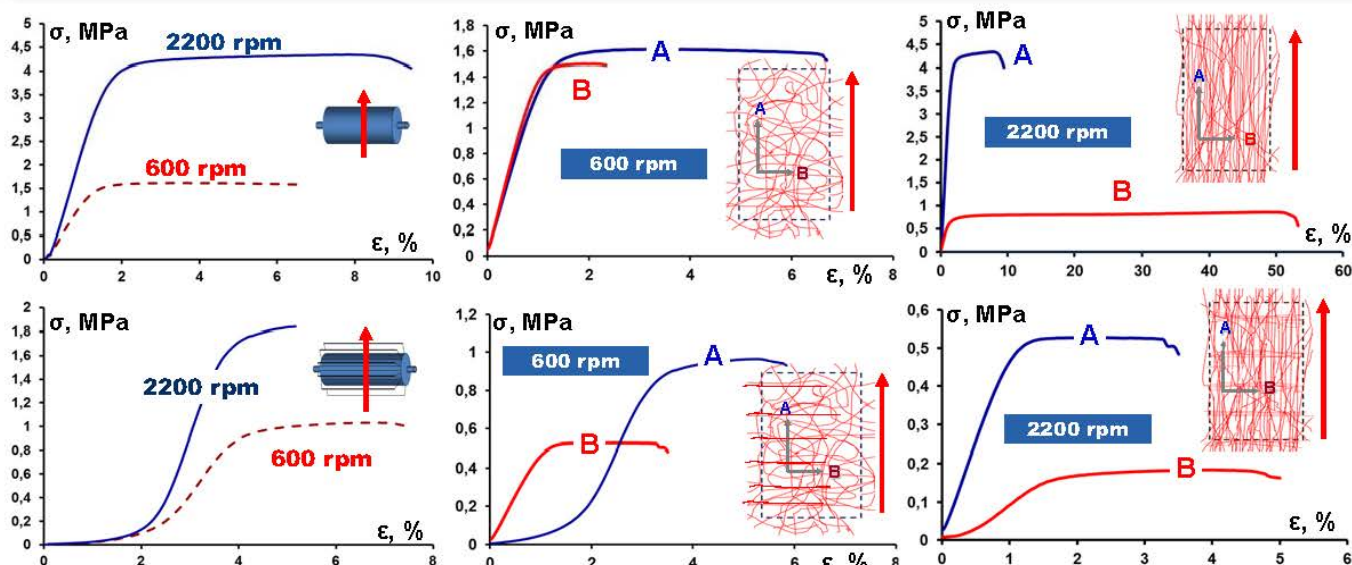 σ, MPa
5
4,5
4
3,5
3
2,5
2
1,5
1
0,5
0
2200 rpm
600 rpm
ε, %
0 2 4 6 8 10
σ, MPa
1,8
1,6
1,4
1,2
1
0,8
0,6
0,4
0,2
0
A
B
600 rpm
A
B
0 2 4 6 8
ε, %
σ, MPa
5
4,5
4
3,5
3
2,5
2
1,5
1
0,5
0
A
2200 rpm
B
A
B
ε, %
0 10 20 30 40 50 60
σ, MPa
2
1,8
1,6
1,4
1,2
1
0,8
0,6
0,4
0,2
0
2200 rpm
600 rpm
ε, %
0 2 4 6 8
σ, MPa
1,2
1
0,8
0,6
0,4
0,2
0
600 rpm
A
B
A
B
0 2 4 6 8
ε, %
σ, MPa
0,6
0,5
0,4
0,3
0,2
0,1
0
A
2200 rpm
B
A
B
ε, %
0 1 2 3 4 5 6